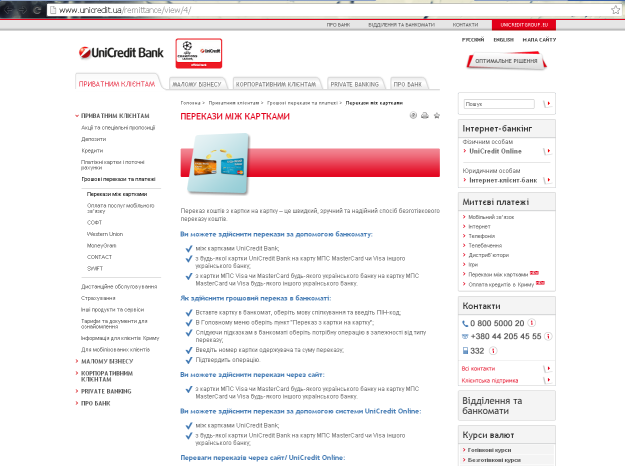 www.unicredit.ua/remittance/view/4/
ПРО БАНК ВІДДІЛЕННЯ ТА БАНКОМАТИ КОНТАКТИ UNICREDITGROUP.EU
РУССКИЙ ENGLISH МАПА САЙТУ
UniCredit Bank
ОПТИМАЛЬНЕ РІШЕННЯ
ПРИВАТНИМ КЛІЄНТАМ МАЛОМУ БІЗНЕСУ КОРПОРАТИВНИМ КЛІЄНТАМ PRIVATE BANKING ПРО БАНК
Головна > Приватним клієнтам > Грошові перекази та платежі > Перекази між картками
ПРИВАТНИМ КЛІЄНТАМ
Акції та спеціальні пропозиції
Депозити
Кредити
Платіжні картки і поточні
рахунки
Грошові перекази та платежі
Перекази між картками
Оплата послуг мобільного
зв'язку
СОФТ
Western Union
MoneyGram
CONTACT
SWIFT
Дистанційне обслуговування
Страхування
Інші продукти та сервіси
Тарифи та документи для
ознайомлення
Інформація для клієнтів Криму
Для мобілізованих клієнтів
МАЛОМУ БІЗНЕСУ
КОРПОРАТИВНИМ
КЛІЄНТАМ
PRIVATE BANKING
ПРО БАНК
ПЕРЕКАЗИ МІЖ КАРТКАМИ
Переказ коштів з картки на картку – це швидкий, зручний та надійний спосіб безготівкового
переказу коштів.
Ви можете здійснити перекази за допомогою банкомату:
між картками UniCredit Bank;
з будь-якої картки UniCredit Bank на карту МПС MasterCard чи Visa іншого
українського банку;
з картки МПС Visa чи MasterCard будь-якого українського банку на картку МПС
MasterCard чи Visa будь-якого іншого українського банку.
Як здійснити грошовий переказ в банкоматі:
Вставте картку в банкомат, оберіть мову спілкування та введіть ПІН-код;
В Головному меню оберіть пункт "Переказ з картки на картку";
Слідуючи підказкам в банкоматі оберіть потрібну операцію в залежності від типу
переказу;
Введіть номер картки одержувача та суму переказу;
Підтвердить операцію.
Ви можете здійснити перекази через сайт:
з картки МПС Visa чи MasterCard будь-якого українського банку на картку МПС
MasterCard чи Visa будь-якого іншого українського банку.
Ви можете здійснити перекази за допомогою системи UniCredit Online:
між картками UniCredit Bank;
з будь-якої картки UniCredit Bank на карту МПС MasterCard чи Visa іншого
українського банку.
Переваги переказів через сайт/ UniCredit Online:
Пошук
Інтернет-банкінг
Фізичним особам
UniCredit Online
Юридичним особам
Інтернет-клієнт-банк
Миттєві платежі
Мобільний зв'язок
Інтернет
Телефонія
Телебачення
Дистриб'ютори
Ігри
Перекази між картками
Оплата кредитів в Криму
Контакти
0 800 5000 20
+380 44 205 45 55
332
Всі контакти
Клієнтська підтримка
Відділення та
банкомати
Курси валют
Готівкові курси
Безготівкові курси